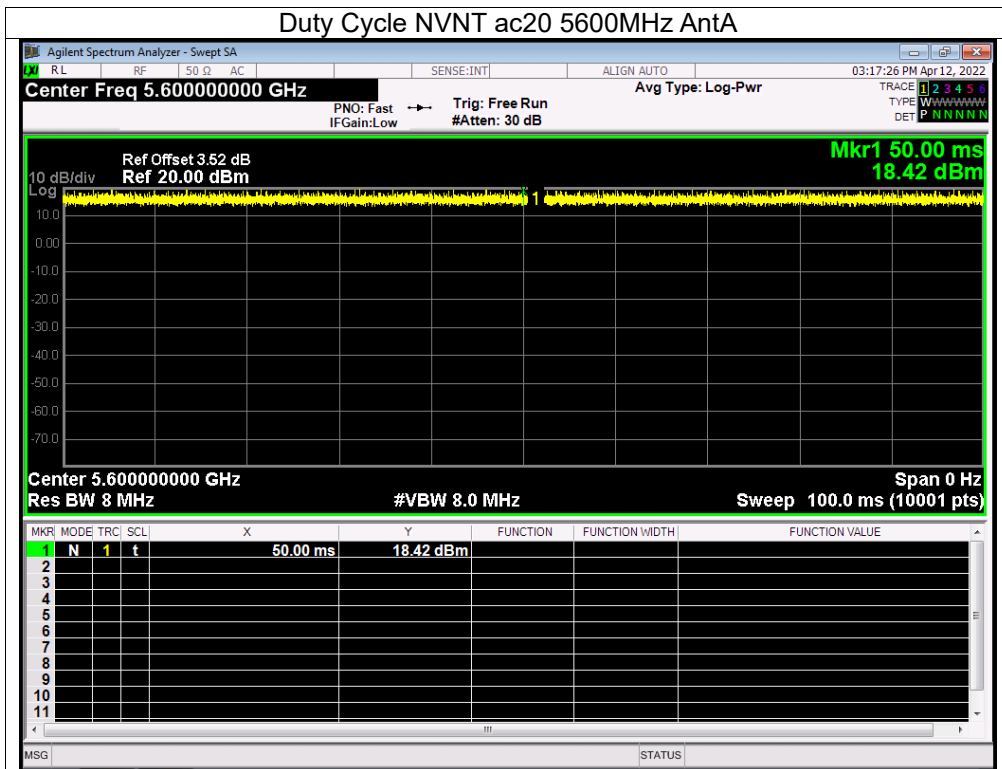 Duty Cycle NVNT ac20 5600MHz AntA
Agilent Spectrum Analyzer - Swept SA
LXI RL RF 50 Ω AC SENSE:INT ALIGN AUTO 03:17:26 PM Apr 12, 2022
Center Freq 5.600000000 GHz Avg Type: Log-Pwr TRACE 1 2 3 4 5 6
PNO: Fast Trig: Free Run TYPE WWWWWW
IFGain:Low #Atten: 30 dB DET P N N N N N
Mkr1 50.00 ms
Ref Offset 3.52 dB
10 dB/div Ref 20.00 dBm 18.42 dBm
Log
1
10.0
0.00
-10.0
-20.0
-30.0
-40.0
-50.0
-60.0
-70.0
Center 5.600000000 GHz Span 0 Hz
Res BW 8 MHz #VBW 8.0 MHz Sweep 100.0 ms (10001 pts)
MKR MODE TRC SCL X Y FUNCTION FUNCTION WIDTH FUNCTION VALUE
1 N 1 t 50.00 ms 18.42 dBm
2
3
4
5
6
7
8
9
10
11
MSG STATUS